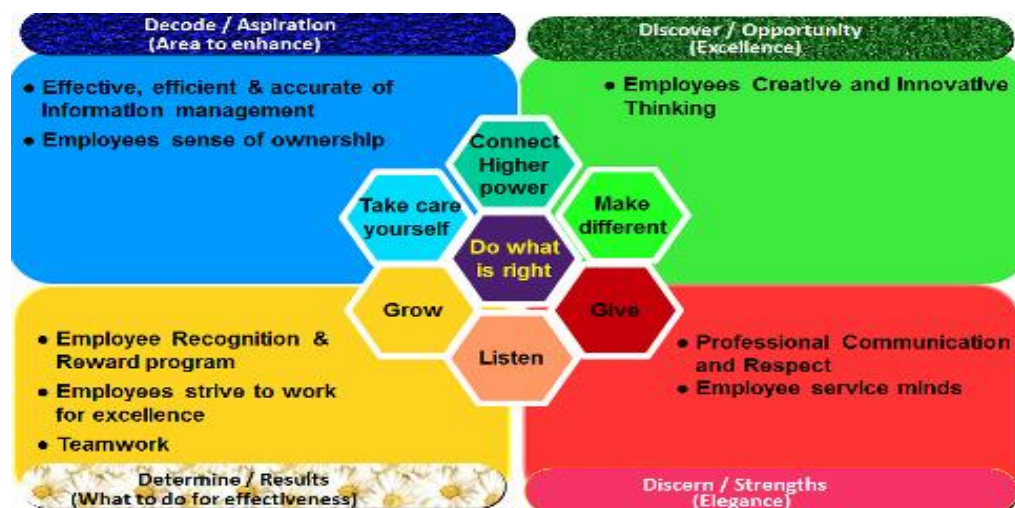 Decode / Aspiration
(Area to enhance)
Discover / Opportunity
(Excellence)
● Effective, efficient & accurate of
Information management
● Employees sense of ownership
● Employees Creative and Innovative
Thinking
Connect
Higher
power
Take care
yourself
Make
different
Do what
is right
Grow
Give
Listen
● Employee Recognition &
Reward program
● Employees strive to work
for excellence
● Teamwork
● Professional Communication
and Respect
● Employee service minds
Determine / Results
(What to do for effectiveness)
Discern / Strengths
(Elegance)